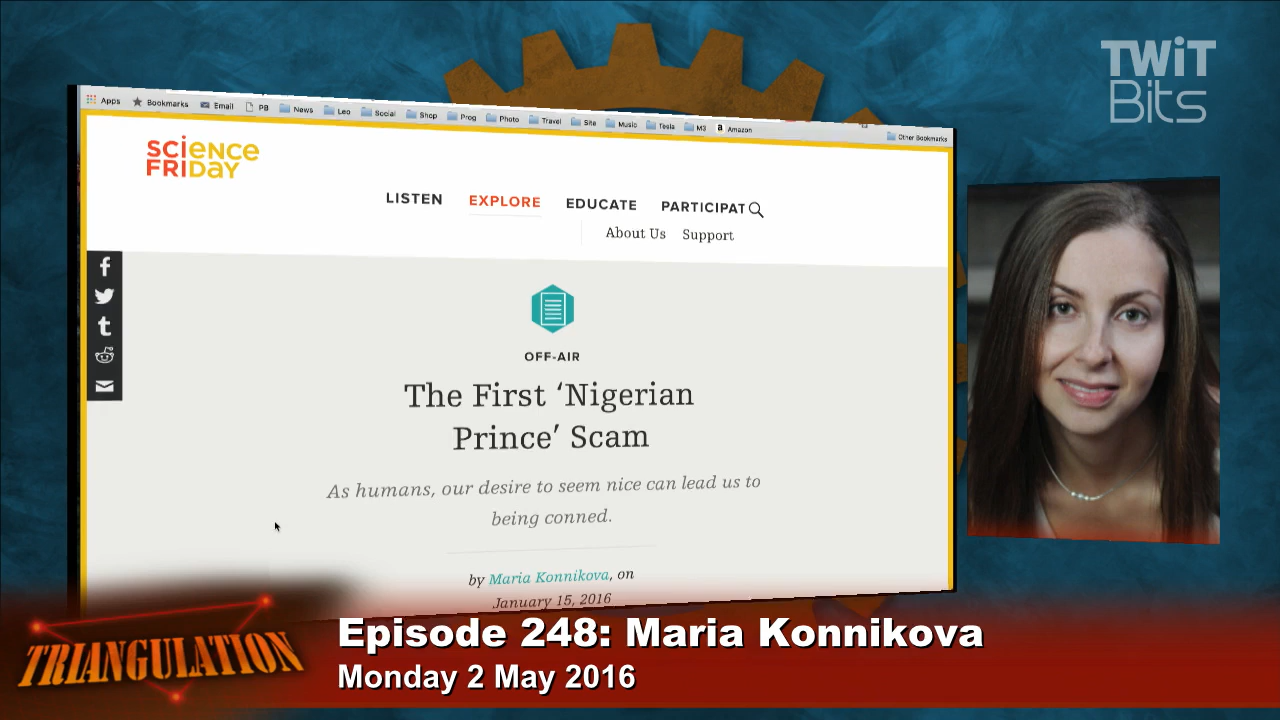 TWiT
Bits
Apps Bookmarks Email PB News Leo Social Shop Prog Photo Travel Site Music Tesla M3 Amazon Other Bookmarks
SCIENCE
FRIDAY
LISTEN EXPLORE EDUCATE PARTICIPAT
About Us Support
OFF-AIR
The First ‘Nigerian
Prince’ Scam
As humans, our desire to seem nice can lead us to
being conned.
by Maria Konnikova, on
January 15, 2016
TRIANGULATION
Episode 248: Maria Konnikova
Monday 2 May 2016